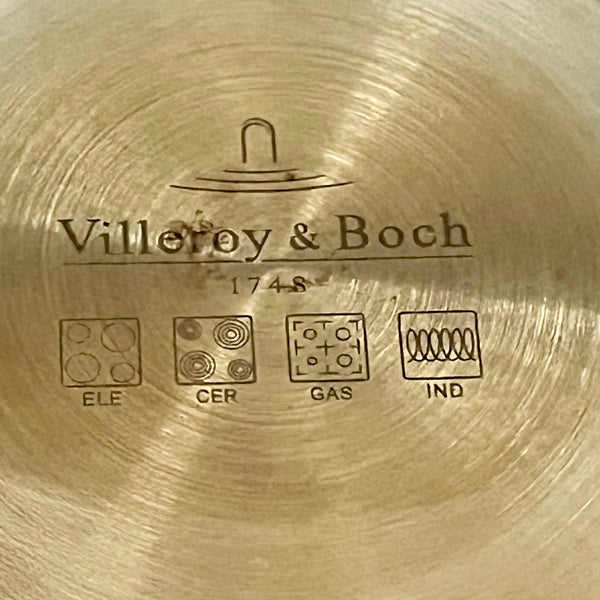 Villeroy & Boch
1748
ELE CER GAS IND